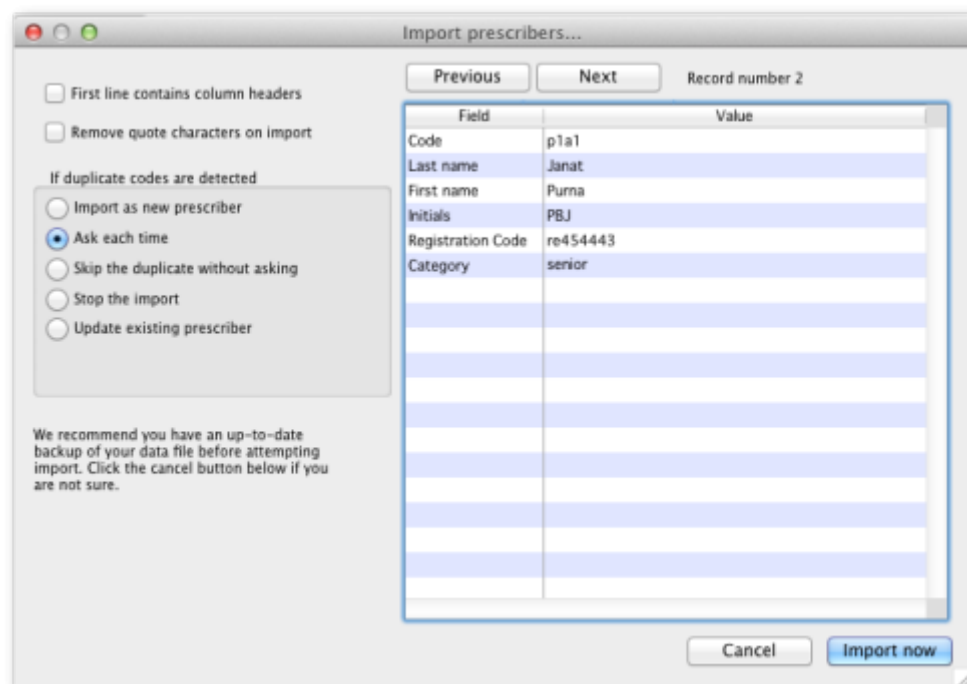 Import prescribers...
First line contains column headers
Remove quote characters on import
If duplicate codes are detected
Import as new prescriber
Ask each time
Skip the duplicate without asking
Stop the import
Update existing prescriber
We recommend you have an up-to-date
backup of your data file before attempting
import. Click the cancel button below if you
are not sure.
Previous Next Record number 2
Field Value
Code p1a1
Last name Janat
First name Purna
Initials PBJ
Registration Code re454443
Category senior
Cancel Import now